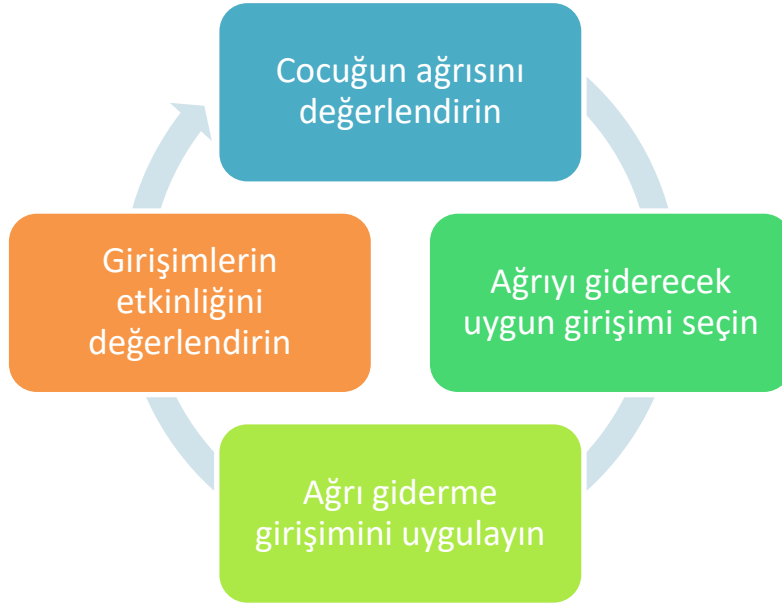 Cocuğun ağrısını
değerlendirin
Ağrıyı giderecek
uygun girişimi seçin
Ağrı giderme
girişimini uygulayın
Girişimlerin
etkinliğini
değerlendirin